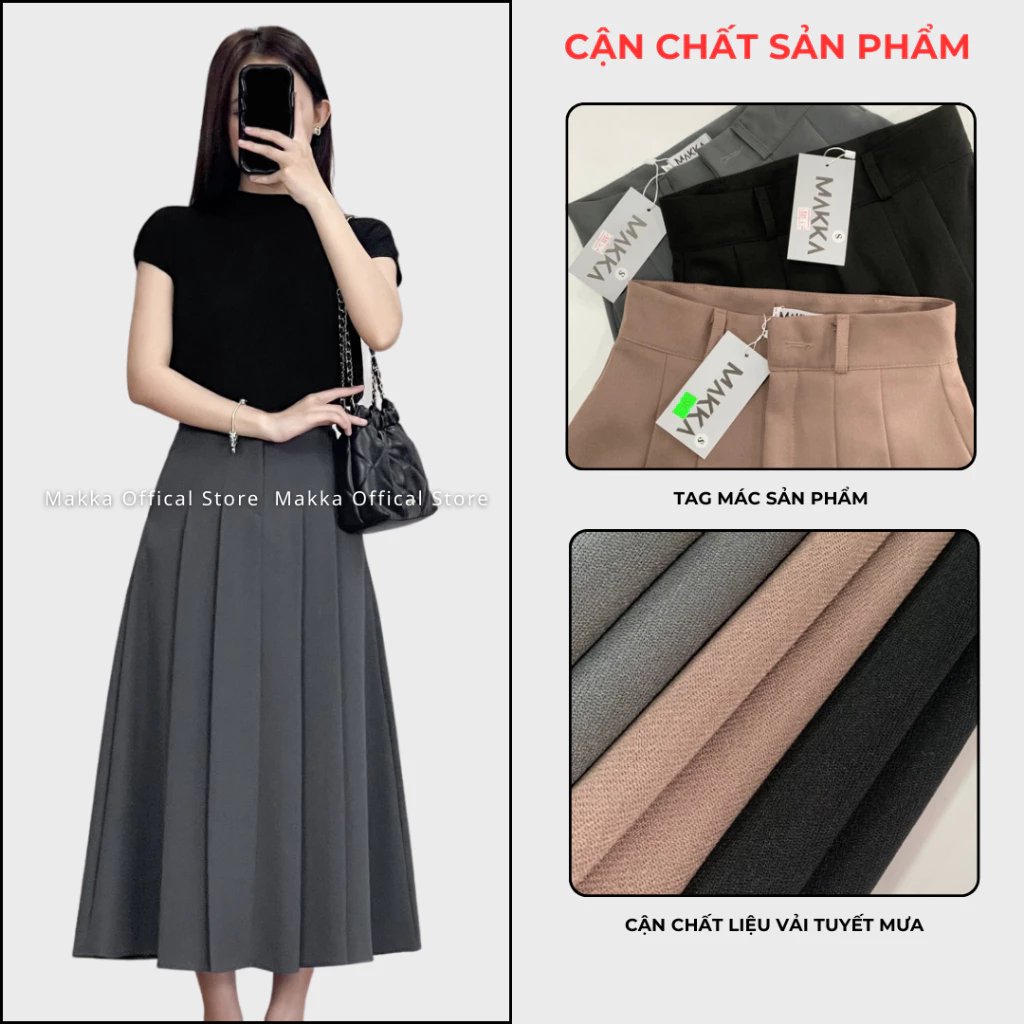 Makka Offical Store Makka Offical Store
CẬN CHẤT SẢN PHẨM
MAKKA
MAKKA
S
MAKKA
S
MAKKA
S
TAG MÁC SẢN PHẨM
CẬN CHẤT LIỆU VẢI TUYẾT MƯA